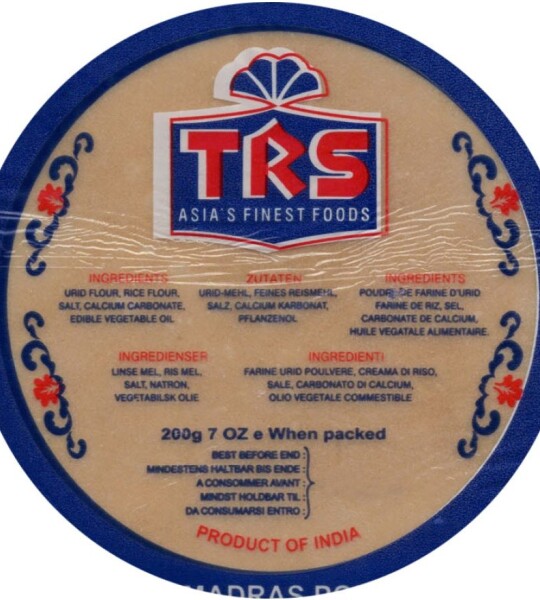 TRS
ASIA'S FINEST FOODS
INGREDIENTS
URID FLOUR, RICE FLOUR,
SALT, CALCIUM CARBONATE,
EDIBLE VEGETABLE OIL
ZUTATEN
URID-MEHL, FEINES REISMEHL,
SALZ, CALCIUM KARBONAT,
PFLANZENOL
INGREDIENTS
POUDRE DE FARINE D'URID
FARINE DE RIZ, SEL,
CARBONATE DE CALCIUM,
HUILE VEGATALE ALIMENTAIRE.
INGREDIENSER
LINSE MEL, RIS MEL,
SALT, NATRON,
VEGETABILSK OLIE
INGREDIENTI
FARINE URID POULVERE, CREAMA DI RISO,
SALE, CARBONATO DI CALCIUM,
OLIO VEGETALE COMMESTIBLE
200g 7 OZ e When packed
BEST BEFORE END :
MINDESTENS HALTBAR BIS ENDE :
A CONSOMMER AVANT :
MINDST HOLDBAR TIL :
DA CONSUMARSI ENTRO :
PRODUCT OF INDIA
MADRAS